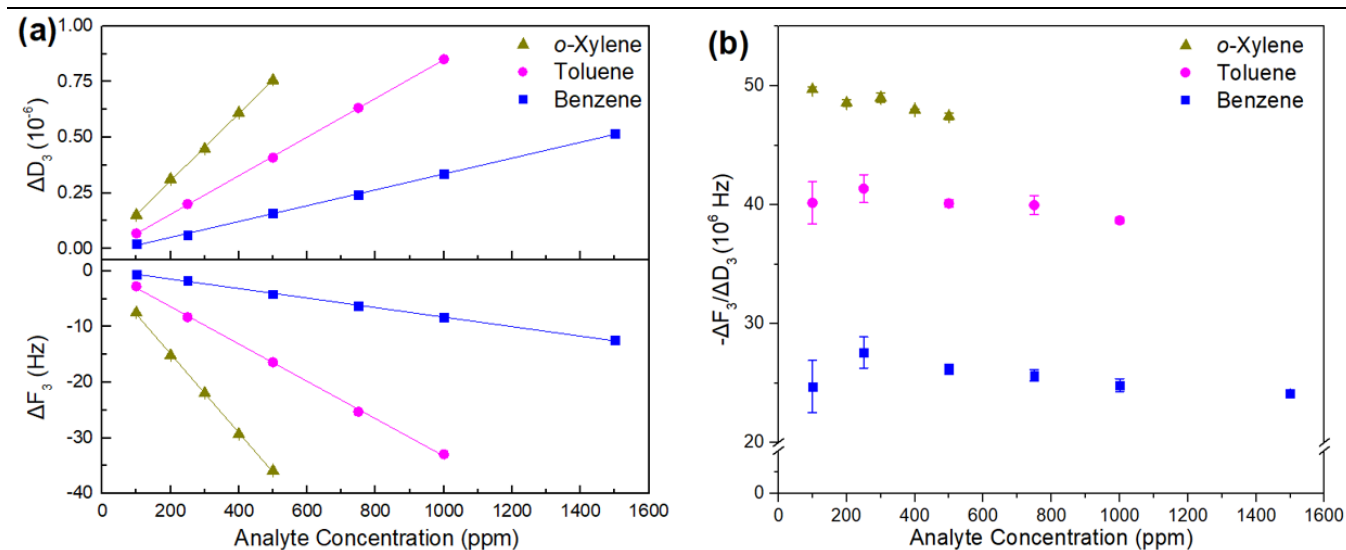 (a)
1.00
0.75
0.50
0.25
0.00
ΔD₃ (10⁻⁶)
o-Xylene
Toluene
Benzene
0
-10
-20
-30
-40
ΔF₃ (Hz)
0 200 400 600 800 1000 1200 1400 1600
Analyte Concentration (ppm)
(b)
50
40
30
20
0
-ΔF₃/ΔD₃ (10⁶ Hz)
o-Xylene
Toluene
Benzene
0 200 400 600 800 1000 1200 1400 1600
Analyte Concentration (ppm)